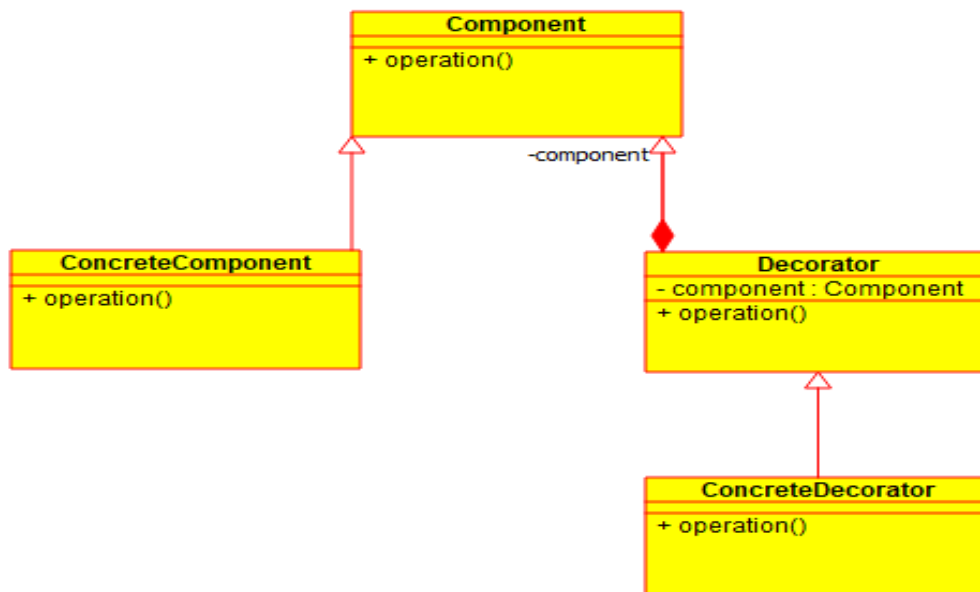 Component
+ operation()
-component
ConcreteComponent
+ operation()
Decorator
- component : Component
+ operation()
ConcreteDecorator
+ operation()